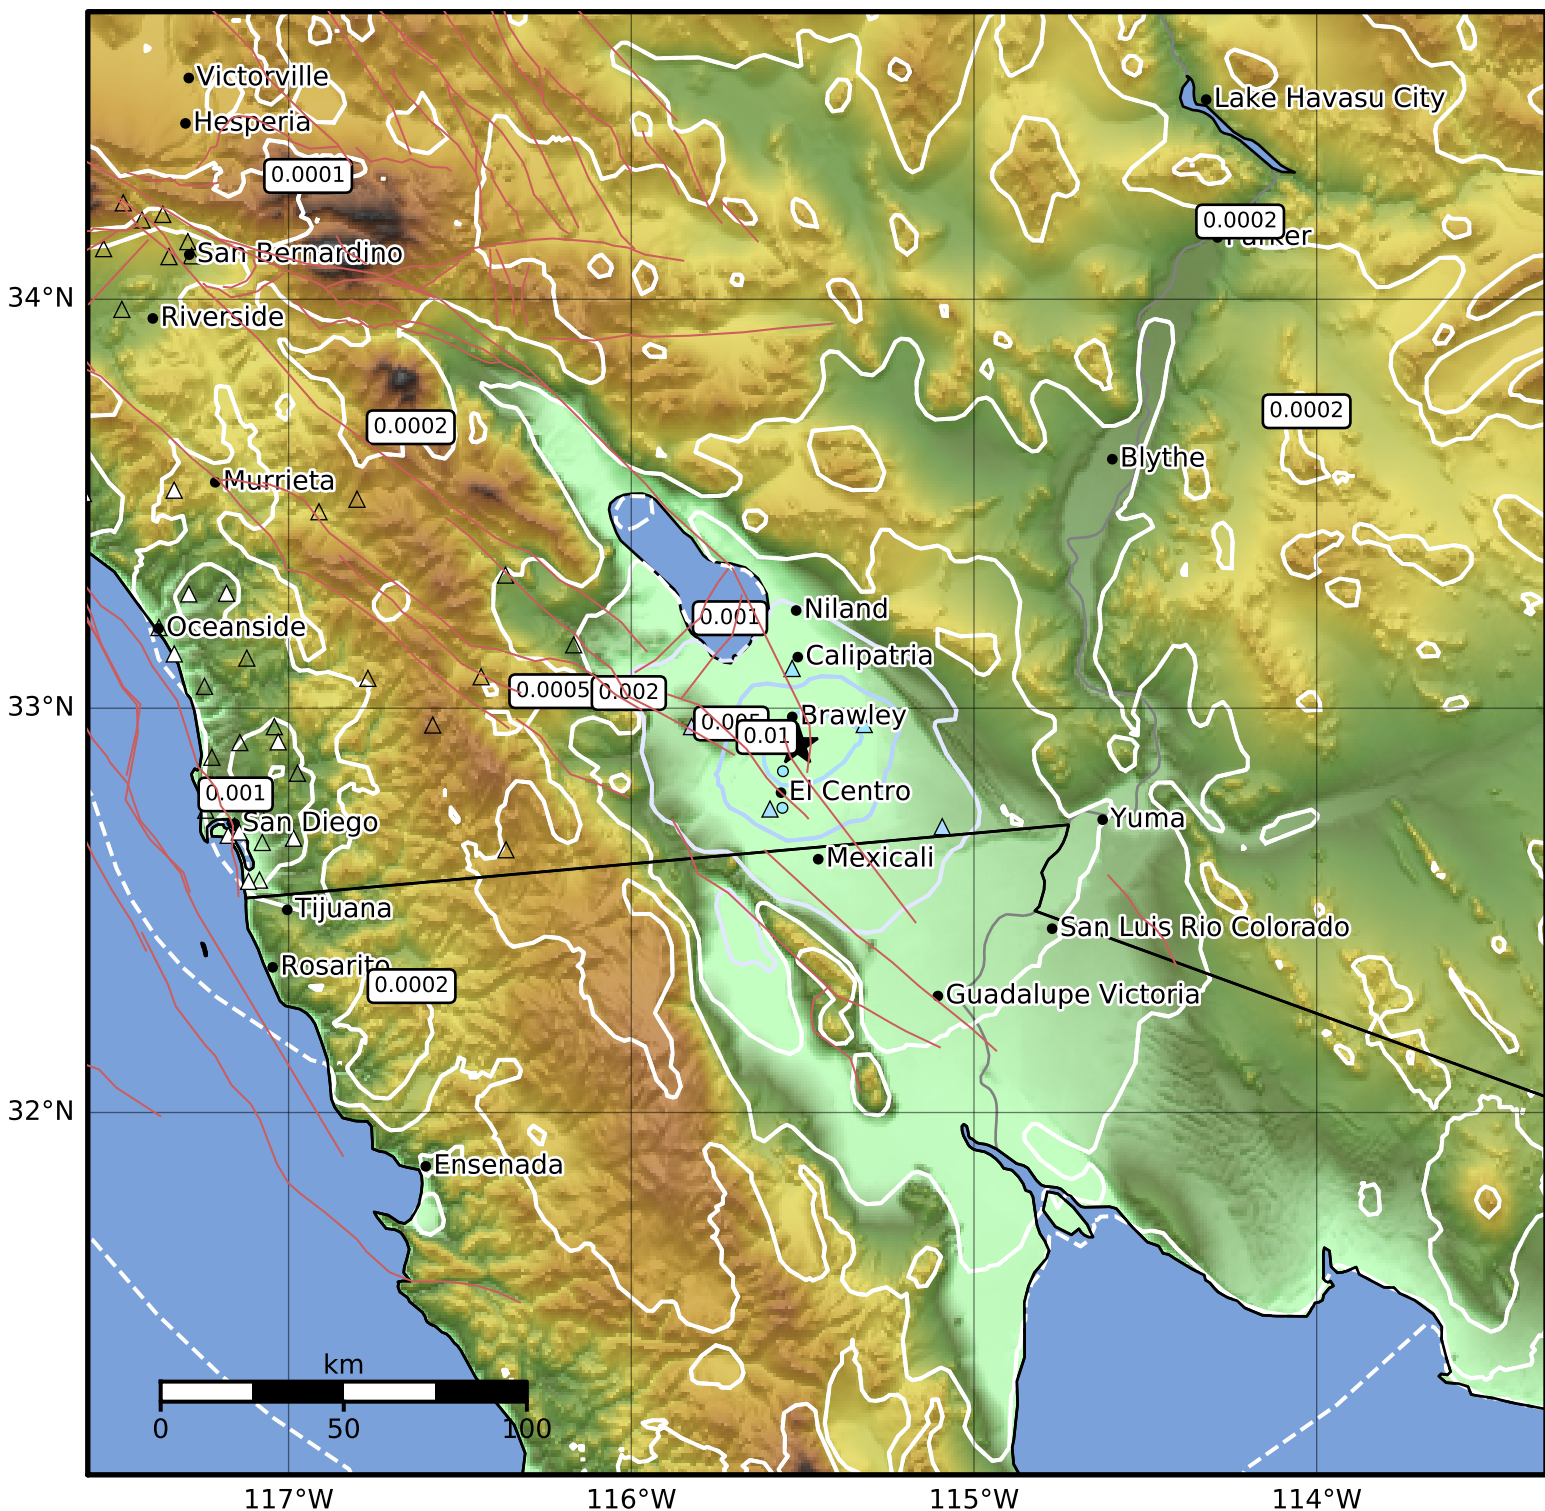 Victorville
Lake Havasu City
Hesperia
0.0001
0.0002
Parker
San Bernardino
34°N
Riverside
0.0002
0.0002
Blythe
Murrieta
Niland
0.001
Oceanside
Calipatria
0.0005
0.002
33°N
0.005
Brawley
0.01
El Centro
0.001
San Diego
Yuma
Mexicali
Tijuana
San Luis Rio Colorado
Rosarito
0.0002
Guadalupe Victoria
32°N
Ensenada
km
0 50 100
117°W 116°W 115°W 114°W